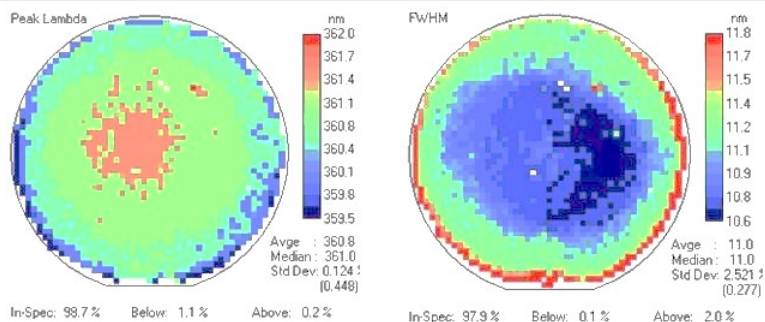 Peak Lambda
nm
362.0
361.7
361.4
361.1
360.8
360.4
360.1
359.8
359.5
Avge : 360.8
Median : 361.0
Std Dev: 0.124 %
(0.448)
In-Spec: 98.7 % Below: 1.1 % Above: 0.2 %
FWHM
nm
11.8
11.7
11.5
11.4
11.2
11.1
10.9
10.8
10.6
Avge : 11.0
Median : 11.0
Std Dev: 2.521 %
(0.277)
In-Spec: 97.9 % Below: 0.1 % Above: 2.0 %